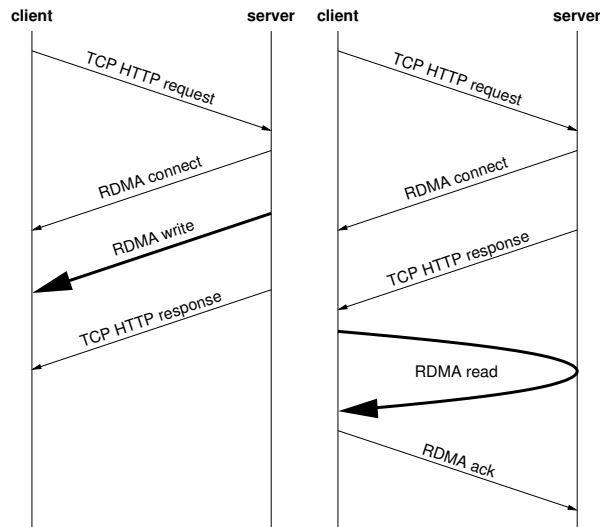 client
server
TCP HTTP request
RDMA connect
RDMA write
TCP HTTP response
client
server
TCP HTTP request
RDMA connect
TCP HTTP response
RDMA read
RDMA ack